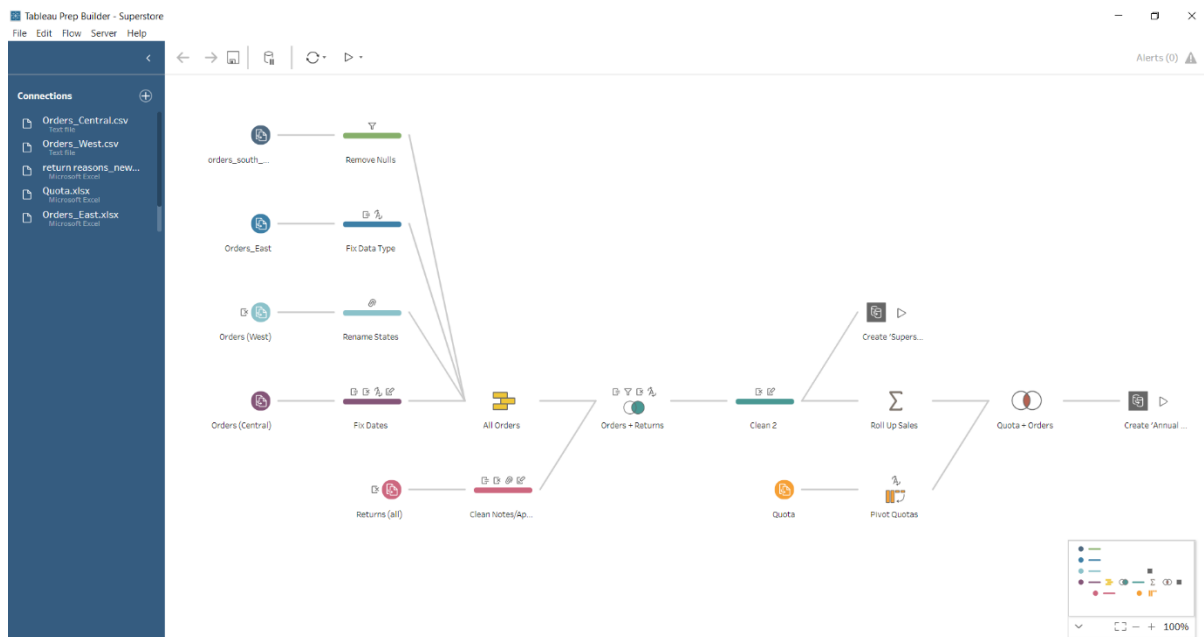 Tableau Prep Builder - Superstore
File Edit Flow Server Help
Alerts (0)
Connections
Orders_Central.csv
Text file
Orders_West.csv
Text file
return reasons_new...
Microsoft Excel
Quota.xlsx
Microsoft Excel
Orders_East.xlsx
Microsoft Excel
orders_south_...
Remove Nulls
Orders_East
Fix Data Type
Orders (West)
Rename States
Create 'Supers...
Orders (Central)
Fix Dates
All Orders
Orders + Returns
Clean 2
Roll Up Sales
Quota + Orders
Create 'Annual ...
Returns (all)
Clean Notes/Ap...
Quota
Pivot Quotas
100%